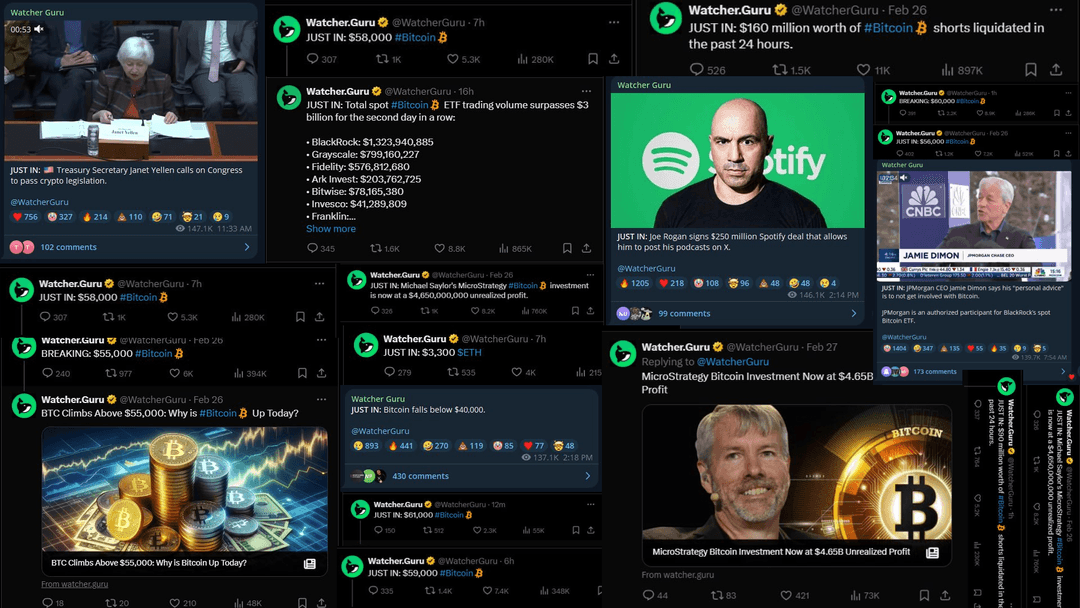 Watcher Guru
00:53
Janet Yellen
JUST IN: 🇺🇸 Treasury Secretary Janet Yellen calls on Congress
to pass crypto legislation.
@WatcherGuru
756 327 214 110 71 21 9
147.1K 11:33 AM
102 comments
Watcher.Guru @WatcherGuru · 7h
JUST IN: $58,000 #Bitcoin
307 1K 5.3K 280K
Watcher.Guru @WatcherGuru · 16h
JUST IN: Total spot #Bitcoin ETF trading volume surpasses $3
billion for the second day in a row:
• BlackRock: $1,323,940,885
• Grayscale: $799,160,227
• Fidelity: $576,812,680
• Ark Invest: $203,762,725
• Bitwise: $78,165,380
• Invesco: $41,289,809
• Franklin:...
Show more
345 1.6K 8.8K 865K
Watcher.Guru @WatcherGuru · Feb 26
JUST IN: $160 million worth of #Bitcoin shorts liquidated in
the past 24 hours.
526 1.5K 11K 897K
Watcher Guru
Spotify
JUST IN: Joe Rogan signs $250 million Spotify deal that allows
him to post his podcasts on X.
@WatcherGuru
1205 218 108 96 48 48 4
146.1K 2:14 PM
99 comments
Watcher.Guru @WatcherGuru · 1h
BREAKING: $60,000 #Bitcoin
Watcher.Guru @WatcherGuru · Feb 26
JUST IN: $56,000 #Bitcoin
Watcher Guru
CNBC
JAMIE DIMON
JPMORGAN CHASE CEO
JUST IN: JPMorgan CEO Jamie Dimon says his "personal advice"
is to not get involved with Bitcoin.
JPMorgan is an authorized participant for BlackRock's spot
Bitcoin ETF.
@WatcherGuru
1404 347 135 55 35 9 5
139.7K 7:54 AM
173 comments
Watcher.Guru @WatcherGuru · 7h
JUST IN: $58,000 #Bitcoin
307 1K 5.3K 280K
Watcher.Guru @WatcherGuru · Feb 26
BREAKING: $55,000 #Bitcoin
240 977 6K 394K
Watcher.Guru @WatcherGuru · Feb 26
BTC Climbs Above $55,000: Why is #Bitcoin Up Today?
BTC Climbs Above $55,000: Why is Bitcoin Up Today?
From watcher.guru
18 20 210 48K
Watcher.Guru @WatcherGuru · Feb 26
JUST IN: Michael Saylor's MicroStrategy #Bitcoin investment
is now at a $4,650,000,000 unrealized profit.
326 1K 8.2K 760K
Watcher.Guru @WatcherGuru · 7h
JUST IN: $3,300 $ETH
279 535 4K 215
Watcher Guru
JUST IN: Bitcoin falls below $40,000.
@WatcherGuru
893 441 270 119 85 77 48
137.1K 2:18 PM
430 comments
Watcher.Guru @WatcherGuru · 12m
JUST IN: $61,000 #Bitcoin
150 512 2.3K 55K
Watcher.Guru @WatcherGuru · 6h
JUST IN: $59,000 #Bitcoin
335 1.4K 7.4K 348K
Watcher.Guru @WatcherGuru · Feb 27
Replying to @WatcherGuru
MicroStrategy Bitcoin Investment Now at $4.65B
Profit
BITCOIN
MicroStrategy Bitcoin Investment Now at $4.65B Unrealized Profit
From watcher.guru
44 83 421 73K
Watcher.Guru @WatcherGuru · 1h
JUST IN: $90 million worth of #Bitcoin shorts liquidated in the
past 24 hours.
Watcher.Guru @WatcherGuru · Feb 26
JUST IN: Michael Saylor's MicroStrategy #Bitcoin investment
is now at a $4,650,000,000 unrealized profit.